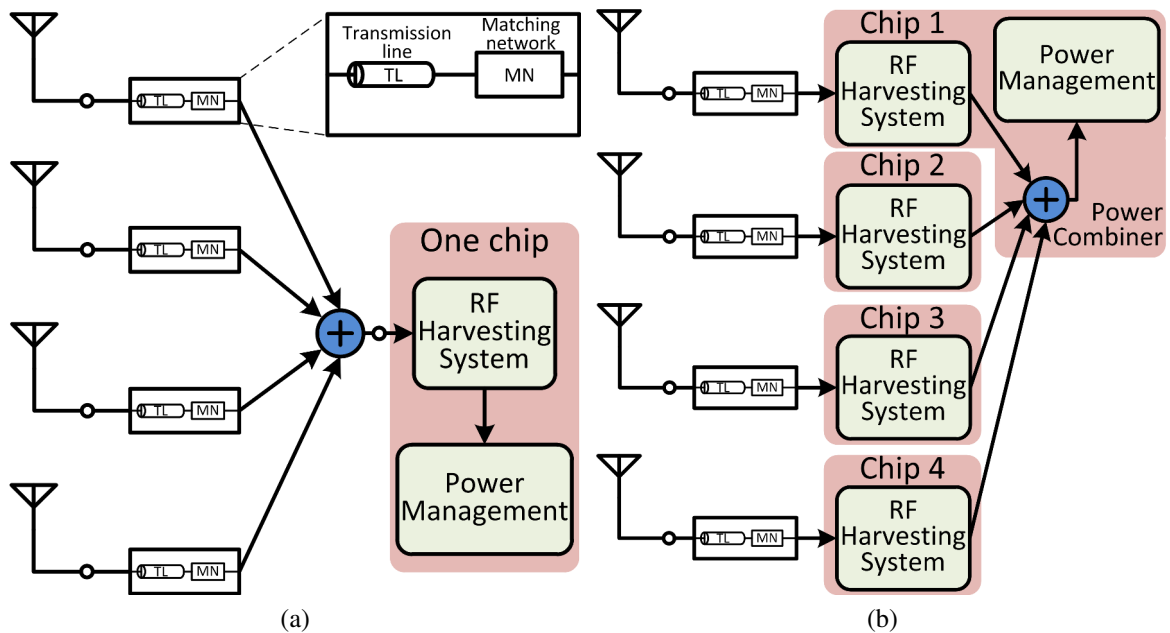 Transmission
line
Matching
network
TL
MN
TL
MN
TL
MN
TL
MN
TL
MN
One chip
RF
Harvesting
System
Power
Management
(a)
Chip 1
RF
Harvesting
System
Power
Management
TL
MN
Chip 2
RF
Harvesting
System
Power
Combiner
TL
MN
Chip 3
RF
Harvesting
System
TL
MN
Chip 4
RF
Harvesting
System
TL
MN
(b)